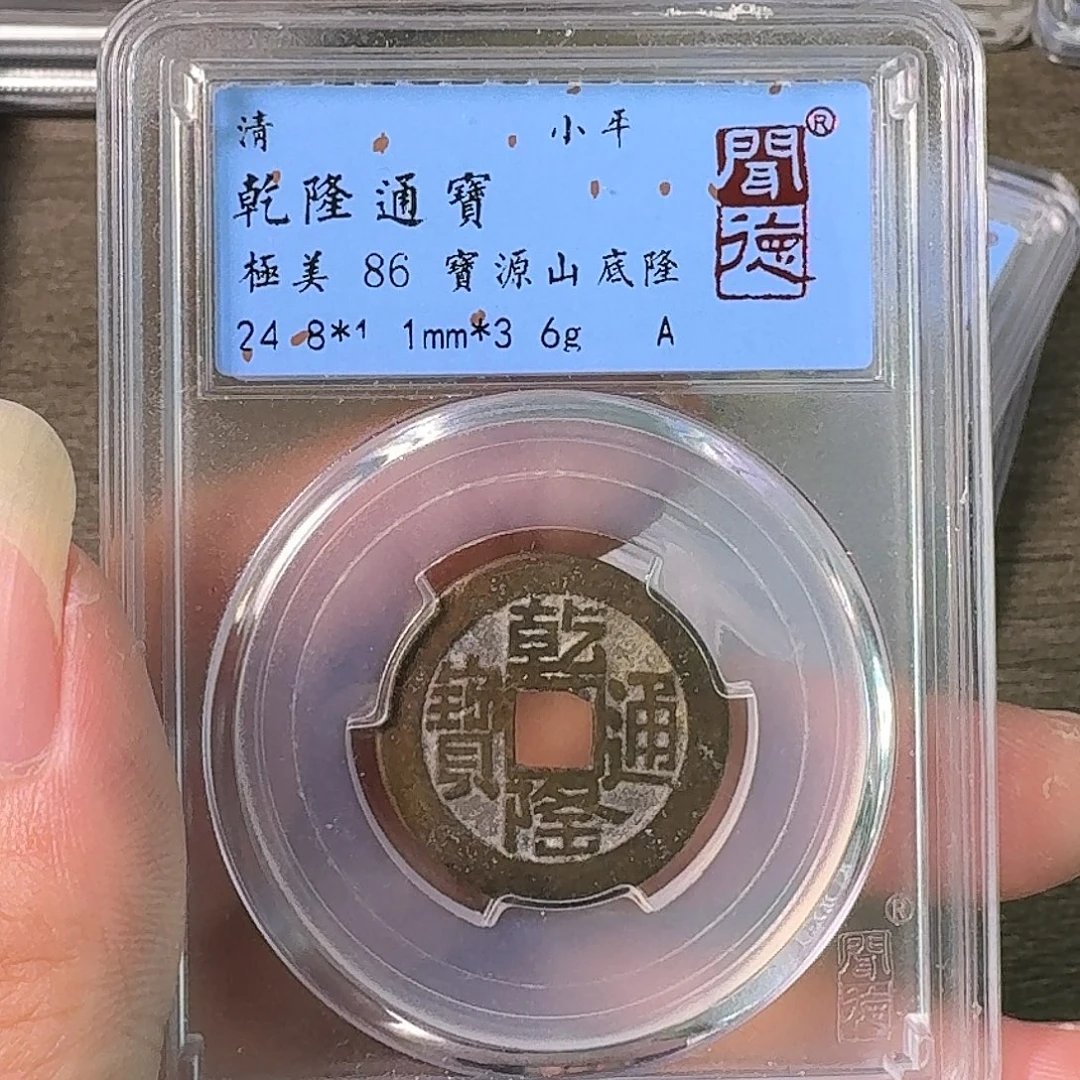 清 小平
乾隆通寶
極美 86 寶源山底隆
24 8*1 1mm*3 6g A
聞德®
乾隆通寶
®
聞德